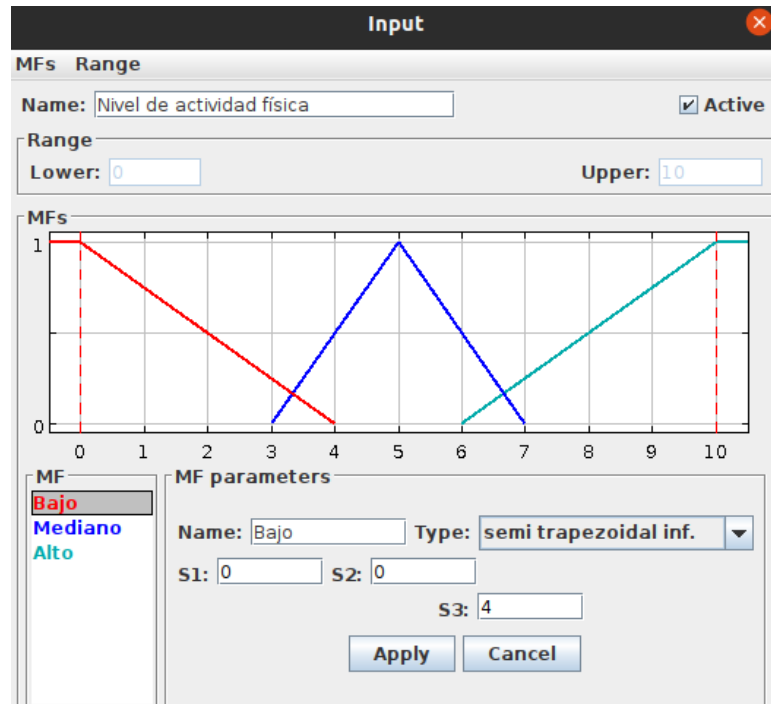 Input
MFs Range
Name: Nivel de actividad física Active
Range
Lower: 0 Upper: 10
MFs
1
0
0 1 2 3 4 5 6 7 8 9 10
MF MF parameters
Bajo
Mediano Name: Bajo Type: semi trapezoidal inf.
Alto
S1: 0 S2: 0
S3: 4
Apply Cancel